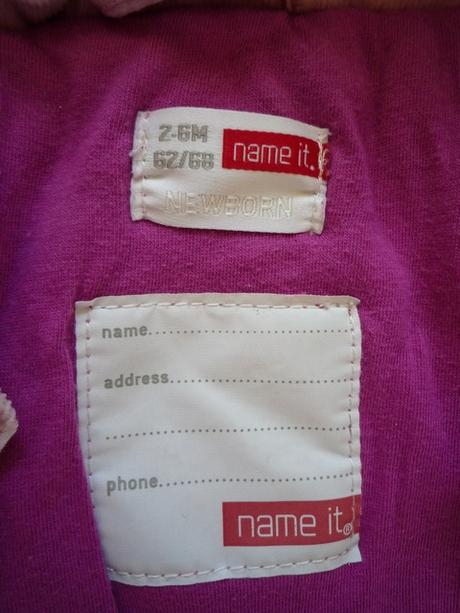 2-6M
62/68
name it.
NEWBORN
name..............................
address..............................
..............................
phone..............................
name it®